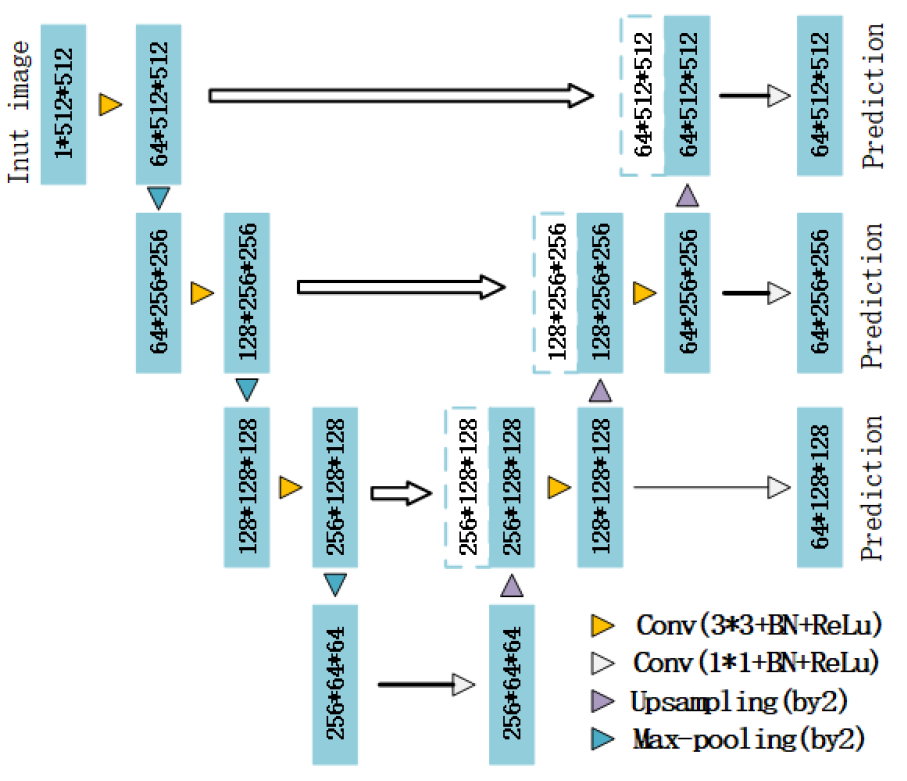 Inut image
1*512*512
64*512*512
64*512*512
64*512*512
64*512*512
Prediction
64*256*256
128*256*256
128*256*256
128*256*256
64*256*256
64*256*256
Prediction
128*128*128
256*128*128
256*128*128
256*128*128
128*128*128
64*128*128
Prediction
256*64*64
256*64*64
Conv(3*3+BN+ReLu)
Conv(1*1+BN+ReLu)
Upsampling(by2)
Max-pooling(by2)